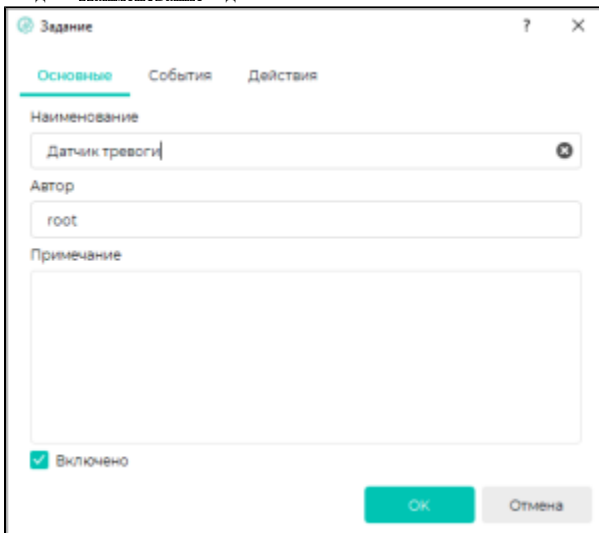 Задание ?
Основные События Действия
Наименование
Датчик тревоги
Автор
root
Примечание
Включено
OK Отмена